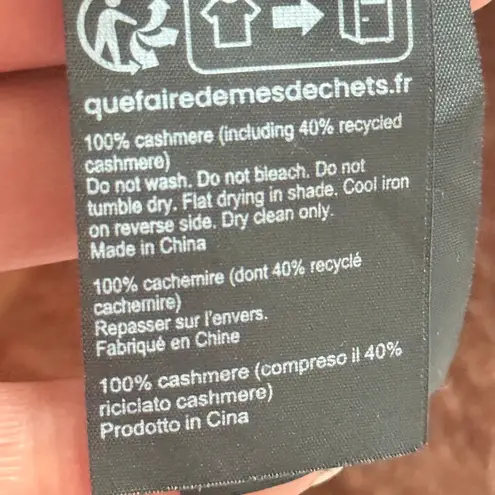 quefairedemesdechets.fr
100% cashmere (including 40% recycled
cashmere)
Do not wash. Do not bleach. Do not
tumble dry. Flat drying in shade. Cool iron
on reverse side. Dry clean only.
Made in China
100% cachemire (dont 40% recyclé
cachemire)
Repasser sur l'envers.
Fabriqué en Chine
100% cashmere (compreso il 40%
riciclato cashmere)
Prodotto in Cina